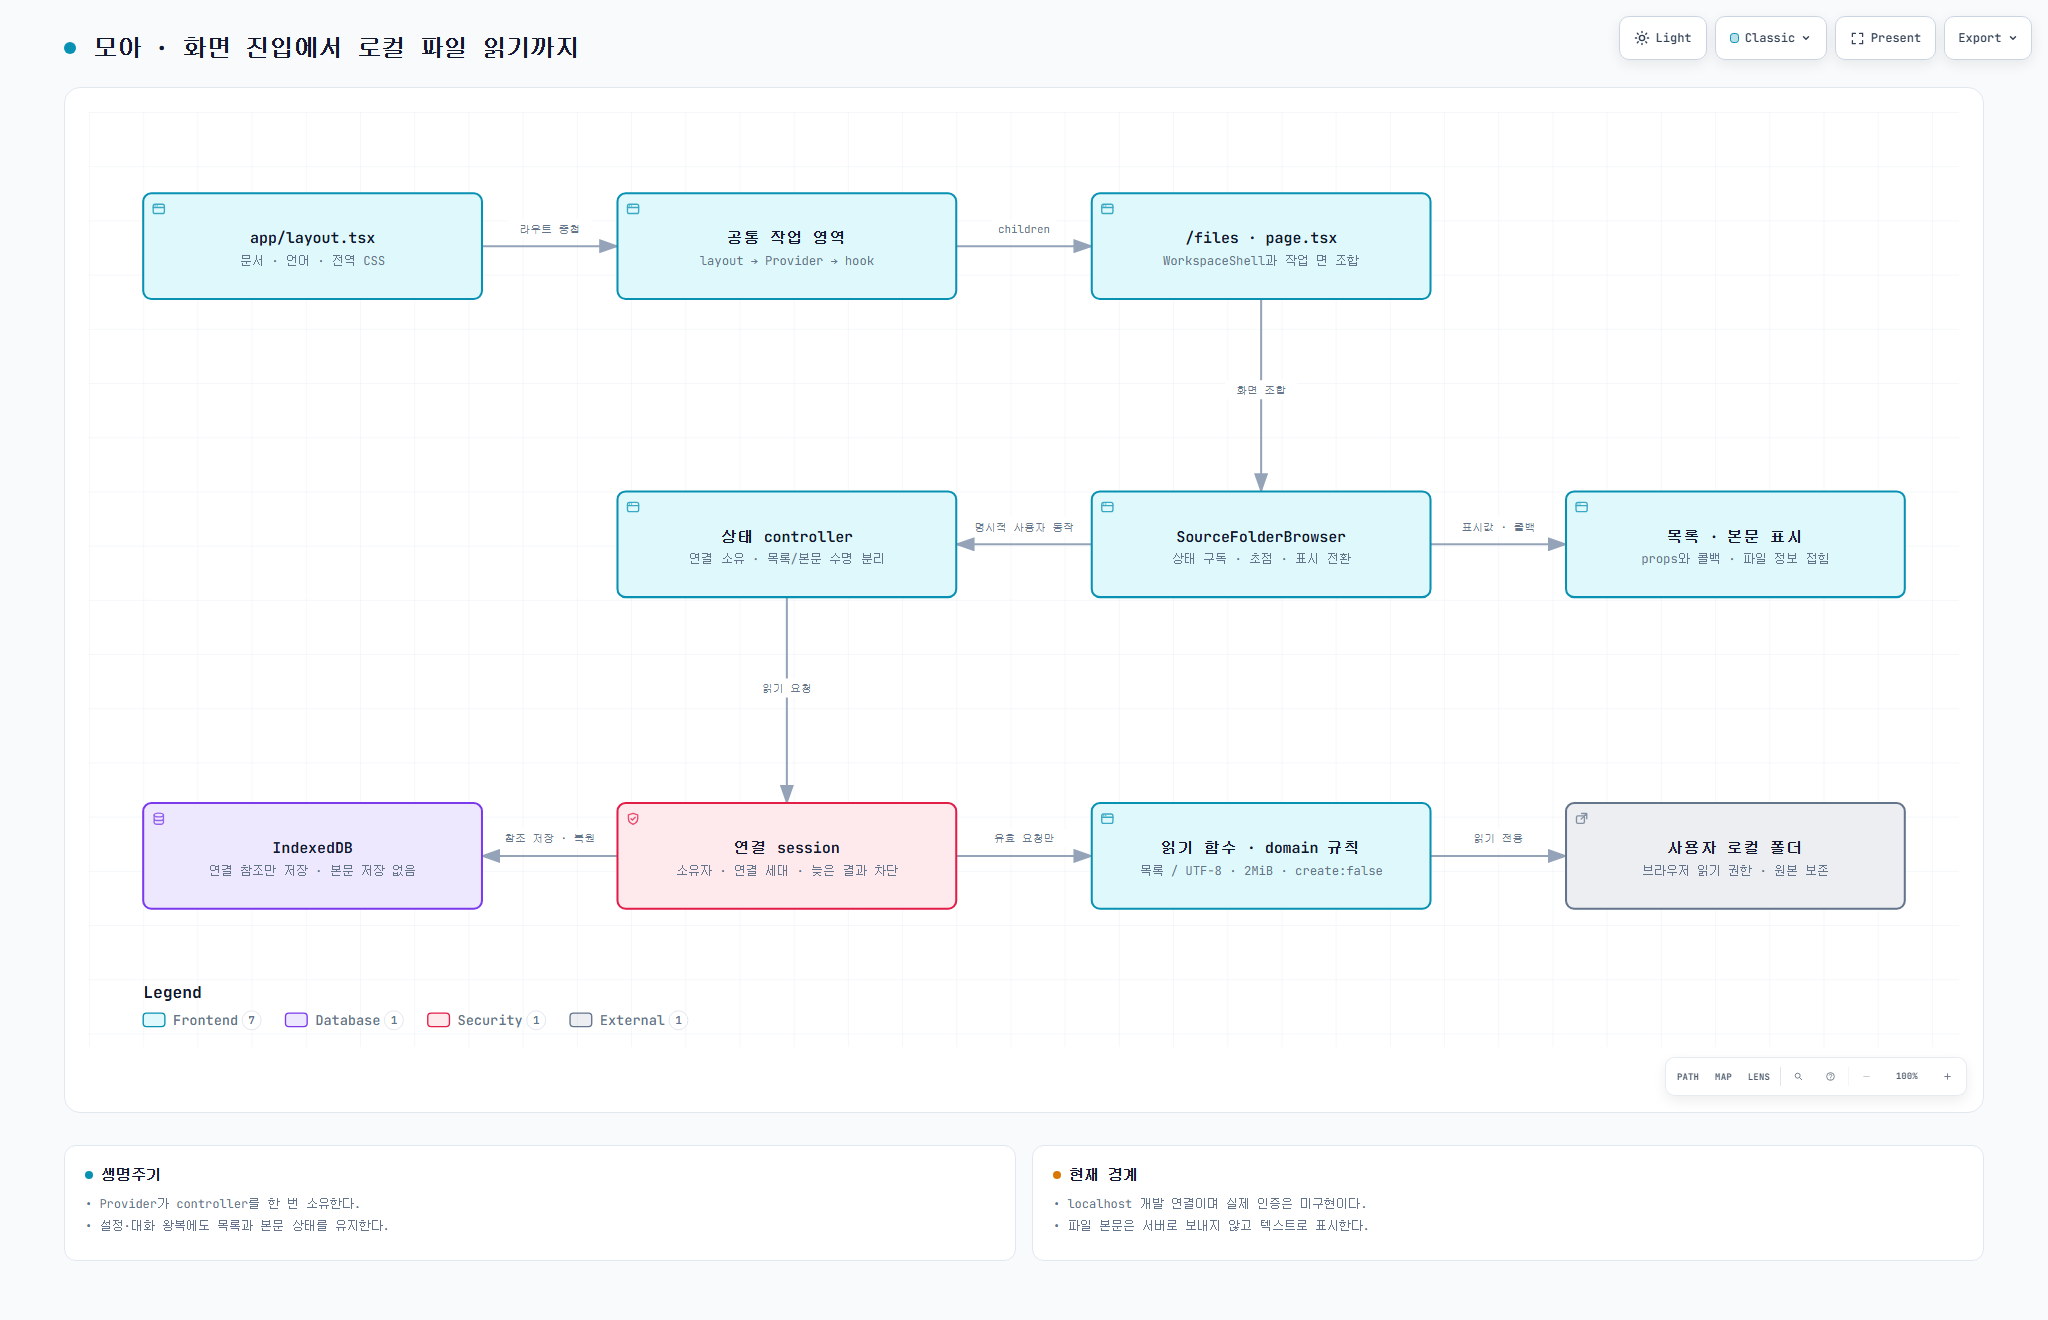 모아 · 화면 진입에서 로컬 파일 읽기까지
Light
Classic
Present
Export
app/layout.tsx
문서 · 언어 · 전역 CSS
라우트 중첩
공통 작업 영역
layout → Provider → hook
children
/files · page.tsx
WorkspaceShell과 작업 면 조합
화면 조합
상태 controller
연결 소유 · 목록/본문 수명 분리
명시적 사용자 동작
SourceFolderBrowser
상태 구독 · 초점 · 표시 전환
표시값 · 콜백
목록 · 본문 표시
props와 콜백 · 파일 정보 접힘
읽기 요청
IndexedDB
연결 참조만 저장 · 본문 저장 없음
참조 저장 · 복원
연결 session
소유자 · 연결 세대 · 늦은 결과 차단
유효 요청만
읽기 함수 · domain 규칙
목록 / UTF-8 · 2MiB · create:false
읽기 전용
사용자 로컬 폴더
브라우저 읽기 권한 · 원본 보존
Legend
Frontend 7
Database 1
Security 1
External 1
PATH MAP LENS 100%
생명주기
• Provider가 controller를 한 번 소유한다.
• 설정·대화 왕복에도 목록과 본문 상태를 유지한다.
현재 경계
• localhost 개발 연결이며 실제 인증은 미구현이다.
• 파일 본문은 서버로 보내지 않고 텍스트로 표시한다.